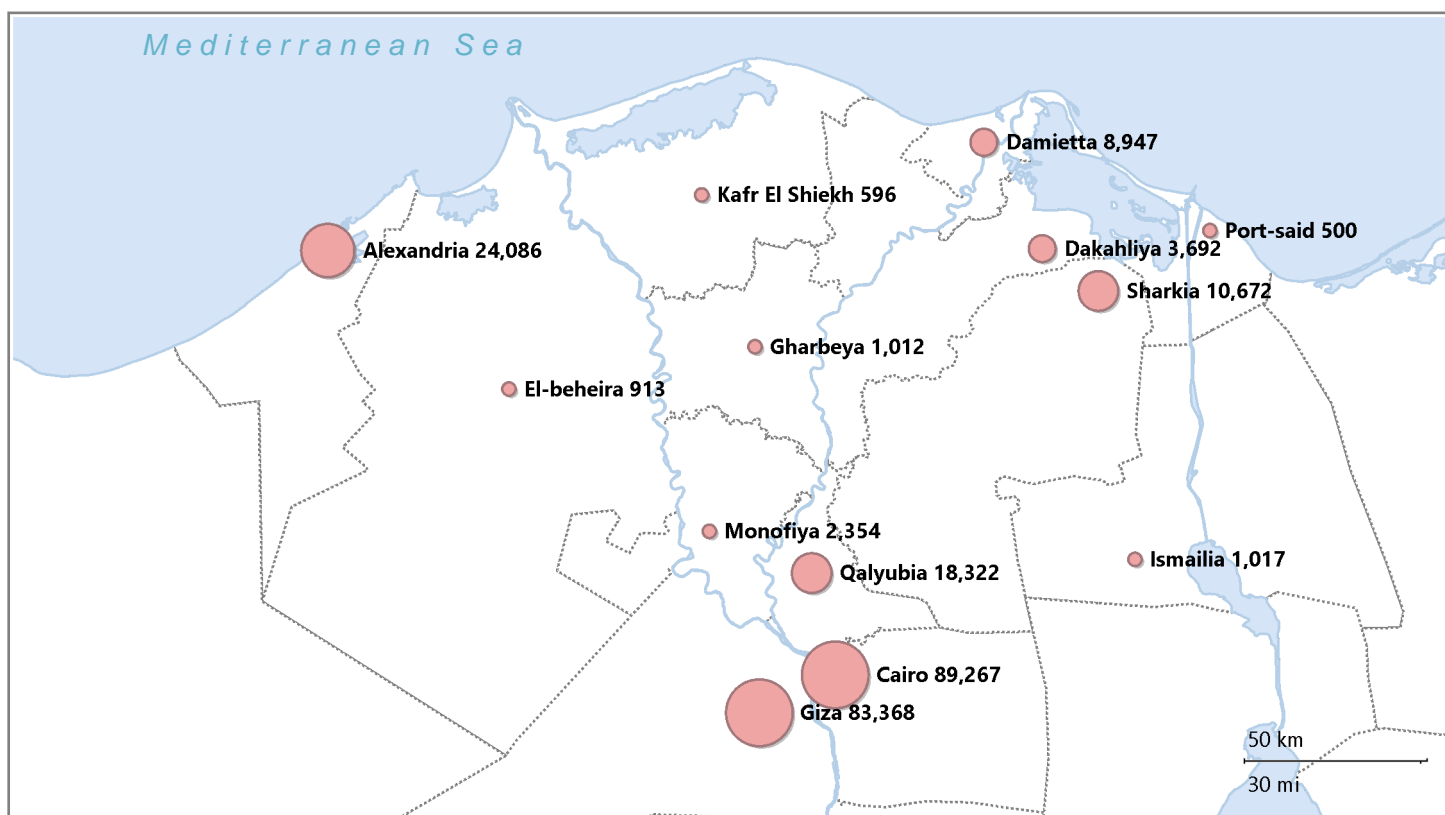 Mediterranean Sea
Damietta 8,947
Kafr El Shiekh 596
Port-said 500
Alexandria 24,086
Dakahliya 3,692
Sharkia 10,672
Gharbeya 1,012
El-beheira 913
Monofiya 2,354
Ismailia 1,017
Qalyubia 18,322
Cairo 89,267
Giza 83,368
50 km
30 mi